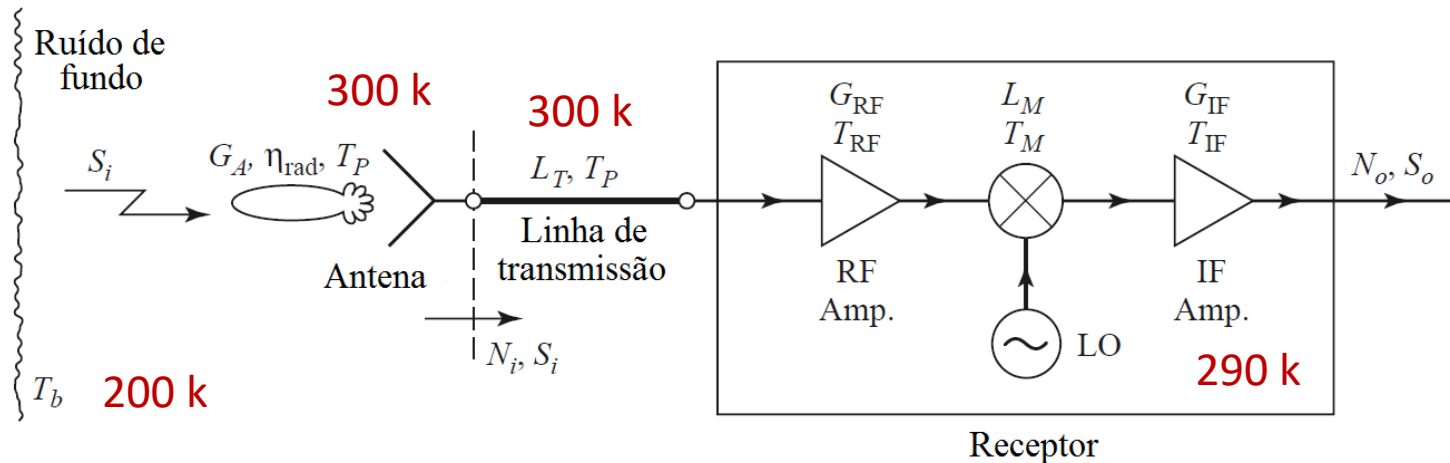 Ruído de
fundo
300 k
300 k
G_RF
T_RF
L_M
T_M
G_IF
T_IF
S_i
G_A, η_rad, T_P
L_T, T_P
N_o, S_o
Linha de
transmissão
Antena
RF
Amp.
IF
Amp.
LO
N_i, S_i
T_b 200 k
290 k
Receptor